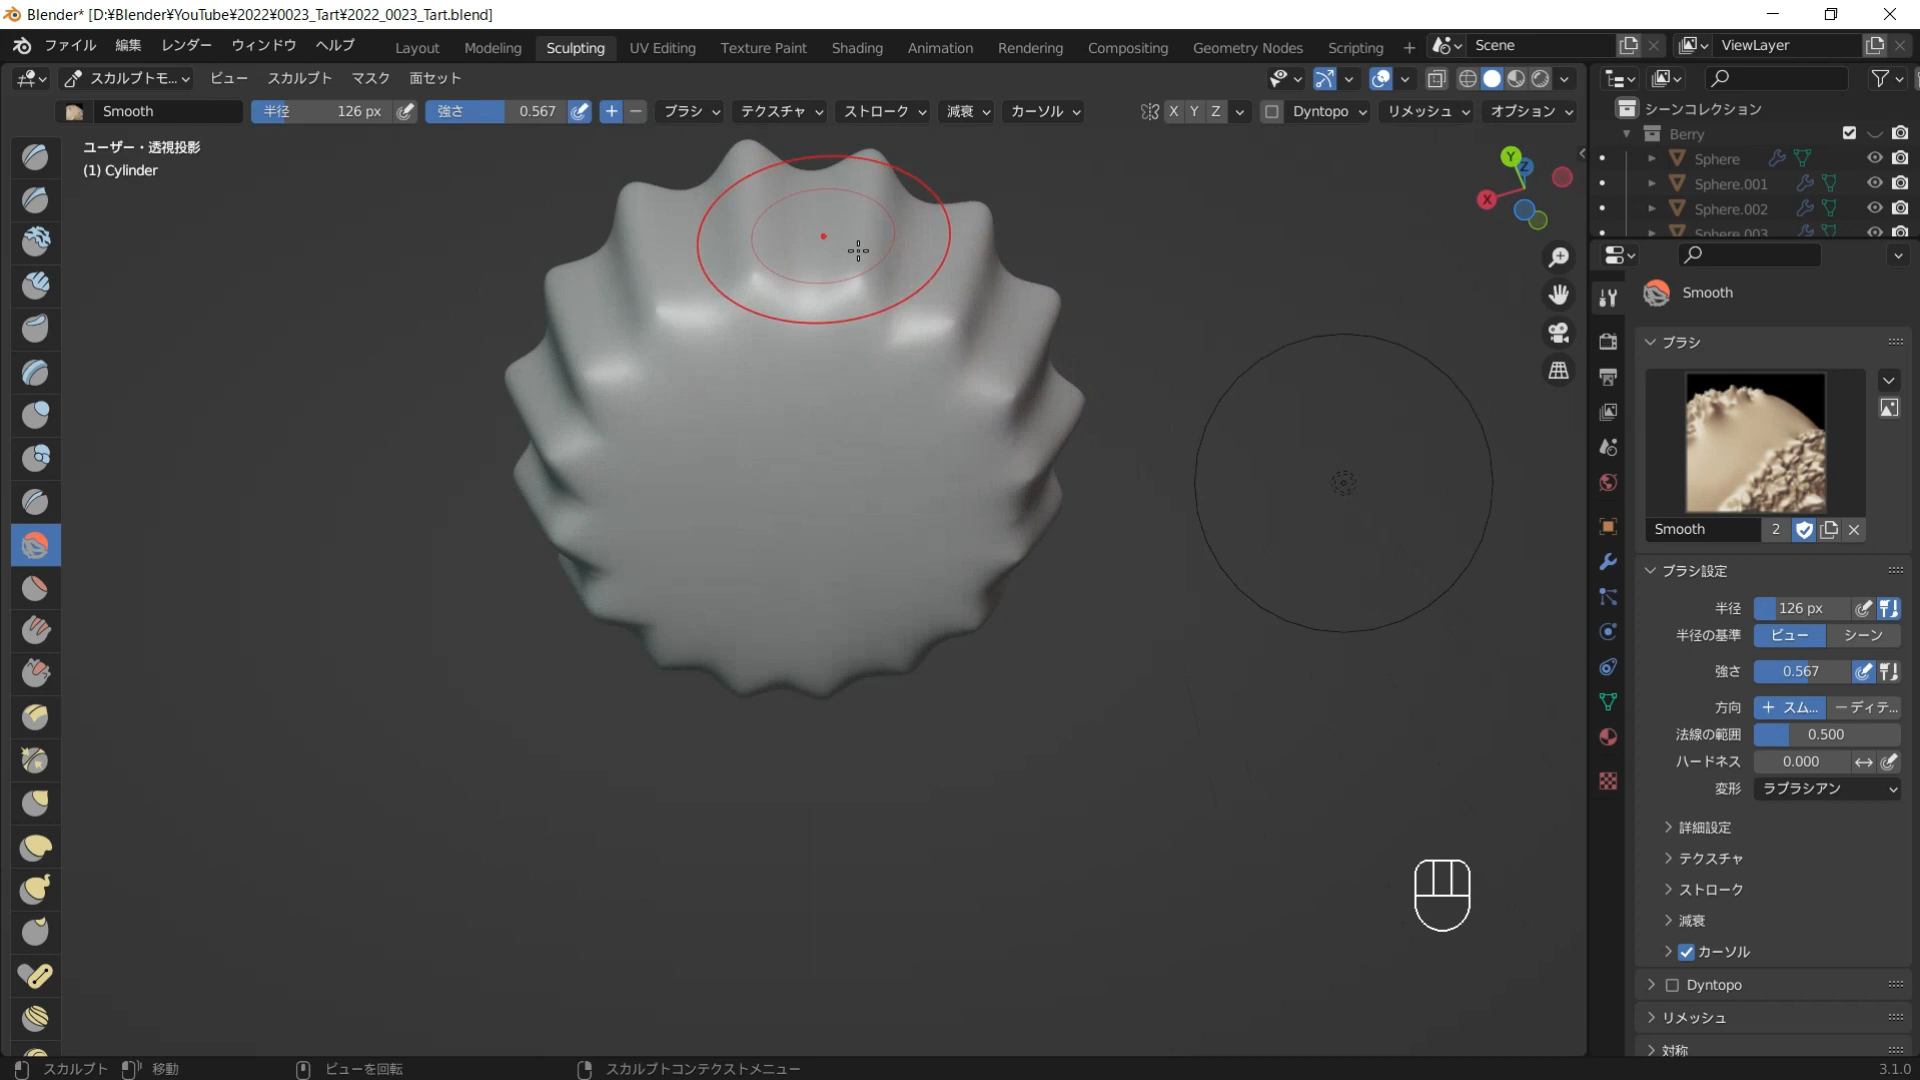 Blender* [D:¥Blender¥YouTube¥2022¥0023_Tart¥2022_0023_Tart.blend]
ファイル 編集 レンダー ウィンドウ ヘルプ Layout Modeling Sculpting UV Editing Texture Paint Shading Animation Rendering Compositing Geometry Nodes Scripting + Scene ViewLayer
スカルプトモ... ビュー スカルプト マスク 面セット
Smooth 半径 126 px 強さ 0.567 + − ブラシ テクスチャ ストローク 減衰 カーソル X Y Z Dyntopo リメッシュ オプション
シーンコレクション
Berry
Sphere
Sphere.001
Sphere.002
Sphere.003
ユーザー・透視投影
(1) Cylinder
Y
Z
X
Smooth
ブラシ
Smooth 2
ブラシ設定
半径 126 px
半径の基準 ビュー シーン
強さ 0.567
方向 + スム... − ディテ...
法線の範囲 0.500
ハードネス 0.000
変形 ラプラシアン
詳細設定
テクスチャ
ストローク
減衰
カーソル
Dyntopo
リメッシュ
対称
スカルプト 移動 ビューを回転 スカルプトコンテクストメニュー 3.1.0